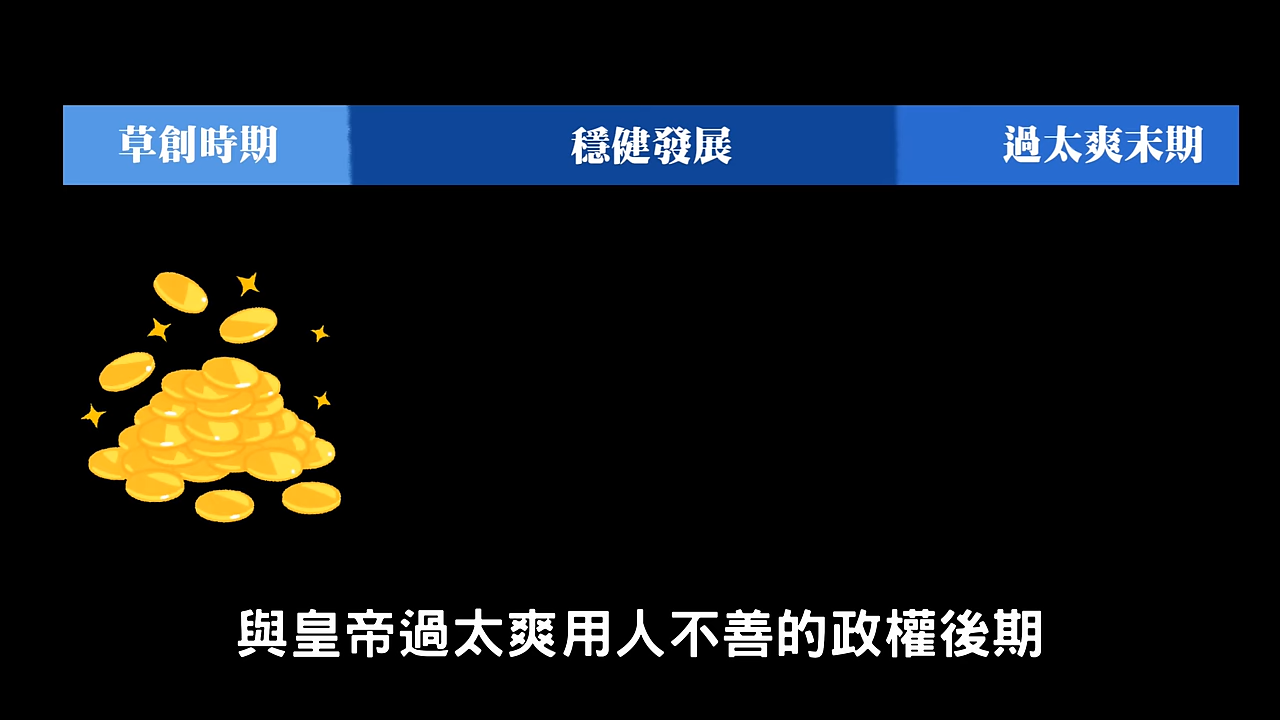 草創時期
穩健發展
過太爽末期
與皇帝過太爽用人不善的政權後期